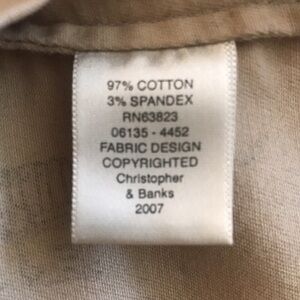 97% COTTON
3% SPANDEX
RN63823
06135 - 4452
FABRIC DESIGN
COPYRIGHTED
Christopher
& Banks
2007